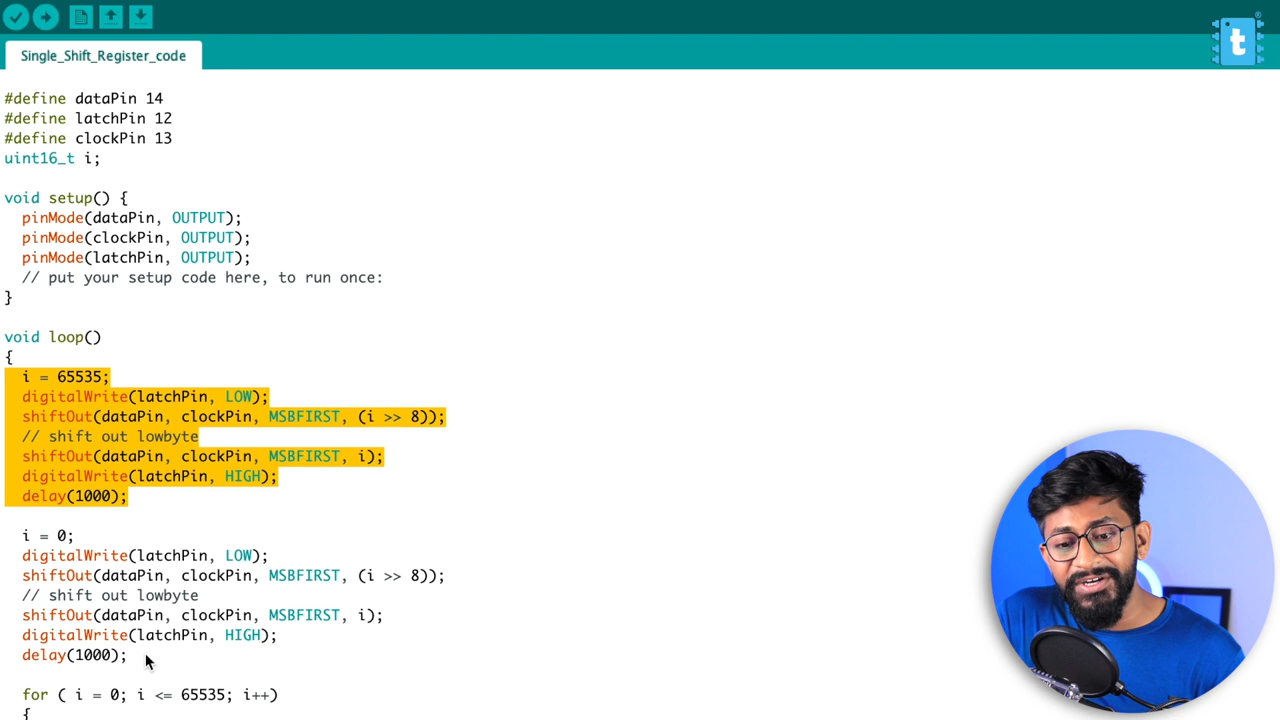 t
Single_Shift_Register_code
#define dataPin 14
#define latchPin 12
#define clockPin 13
uint16_t i;
void setup() {
pinMode(dataPin, OUTPUT);
pinMode(clockPin, OUTPUT);
pinMode(latchPin, OUTPUT);
// put your setup code here, to run once:
}
void loop()
{
i = 65535;
digitalWrite(latchPin, LOW);
shiftOut(dataPin, clockPin, MSBFIRST, (i >> 8));
// shift out lowbyte
shiftOut(dataPin, clockPin, MSBFIRST, i);
digitalWrite(latchPin, HIGH);
delay(1000);
i = 0;
digitalWrite(latchPin, LOW);
shiftOut(dataPin, clockPin, MSBFIRST, (i >> 8));
// shift out lowbyte
shiftOut(dataPin, clockPin, MSBFIRST, i);
digitalWrite(latchPin, HIGH);
delay(1000);
for ( i = 0; i <= 65535; i++)
{